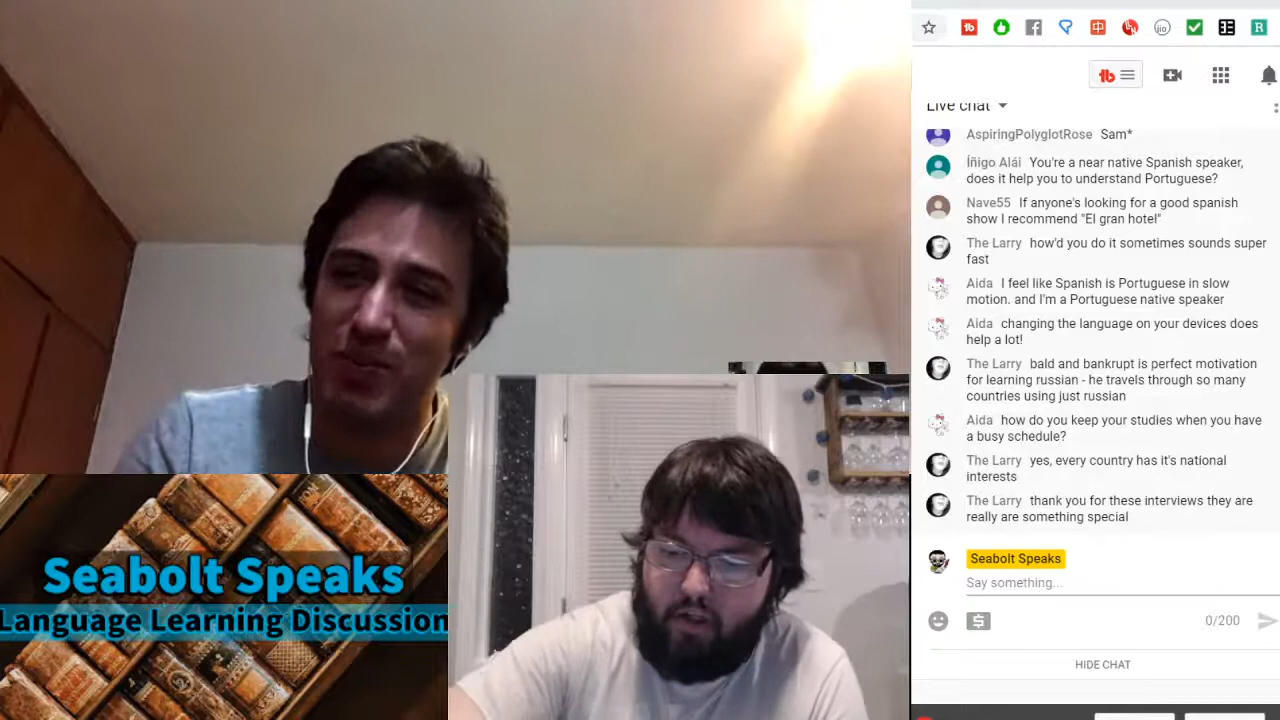 Live chat
AspiringPolyglotRose Sam*
Íñigo Alái You're a near native Spanish speaker,
does it help you to understand Portuguese?
Nave55 If anyone's looking for a good spanish
show I recommend "El gran hotel"
The Larry how'd you do it sometimes sounds super
fast
Aida I feel like Spanish is Portuguese in slow
motion. and I'm a Portuguese native speaker
Aida changing the language on your devices does
help a lot!
The Larry bald and bankrupt is perfect motivation
for learning russian - he travels through so many
countries using just russian
Aida how do you keep your studies when you have
a busy schedule?
The Larry yes, every country has it's national
interests
The Larry thank you for these interviews they are
really are something special
Seabolt Speaks
Say something...
0/200
HIDE CHAT
Seabolt Speaks
Language Learning Discussion